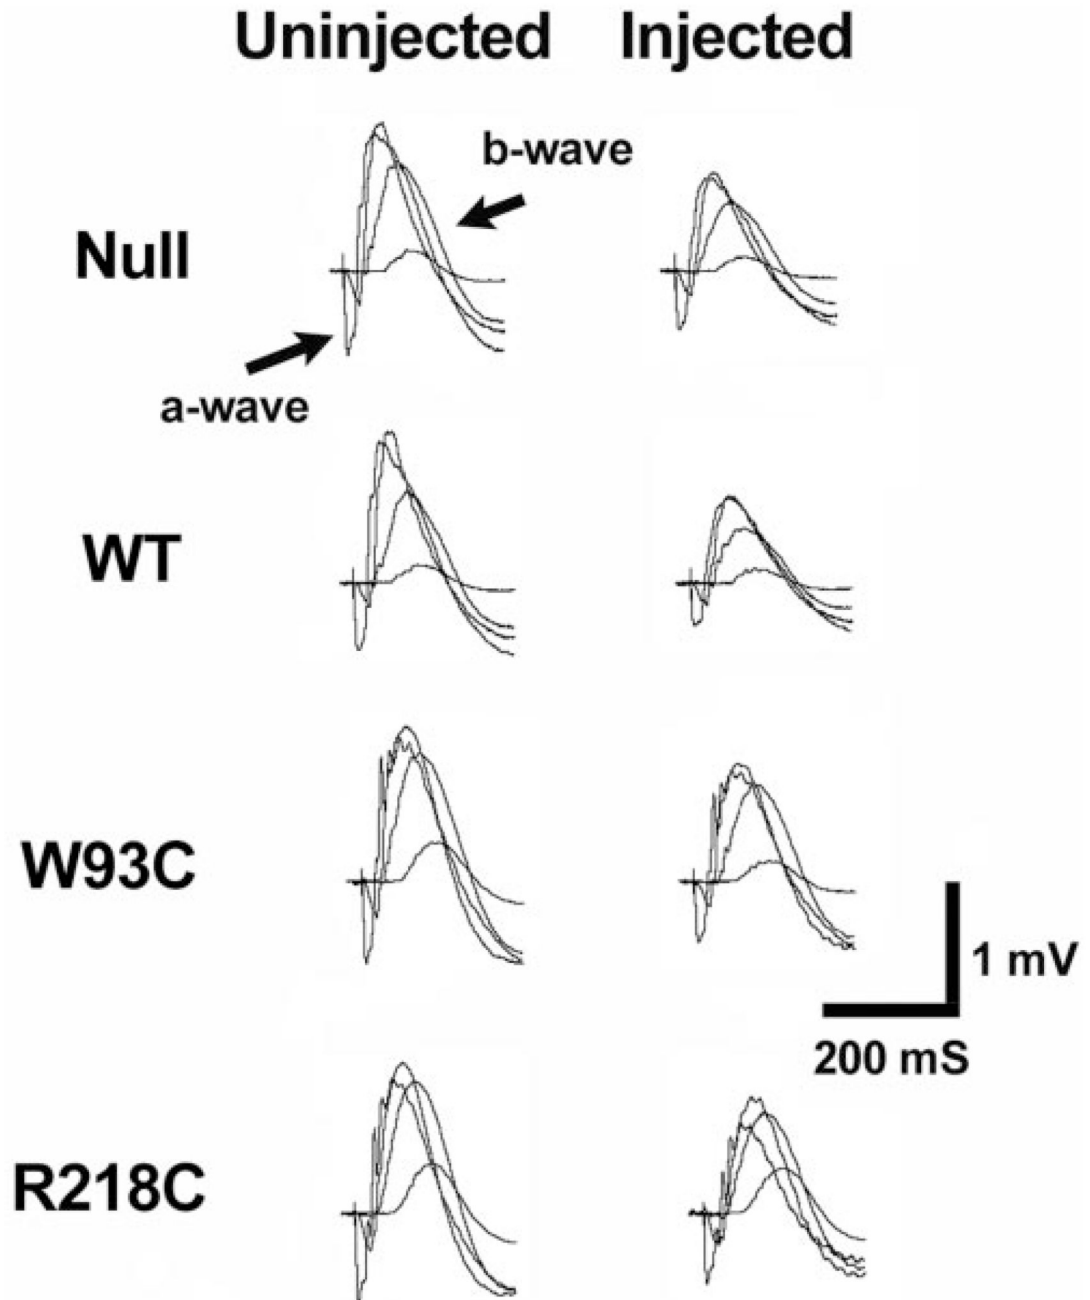 Uninjected Injected
b-wave
Null
a-wave
WT
W93C
1 mV
200 mS
R218C